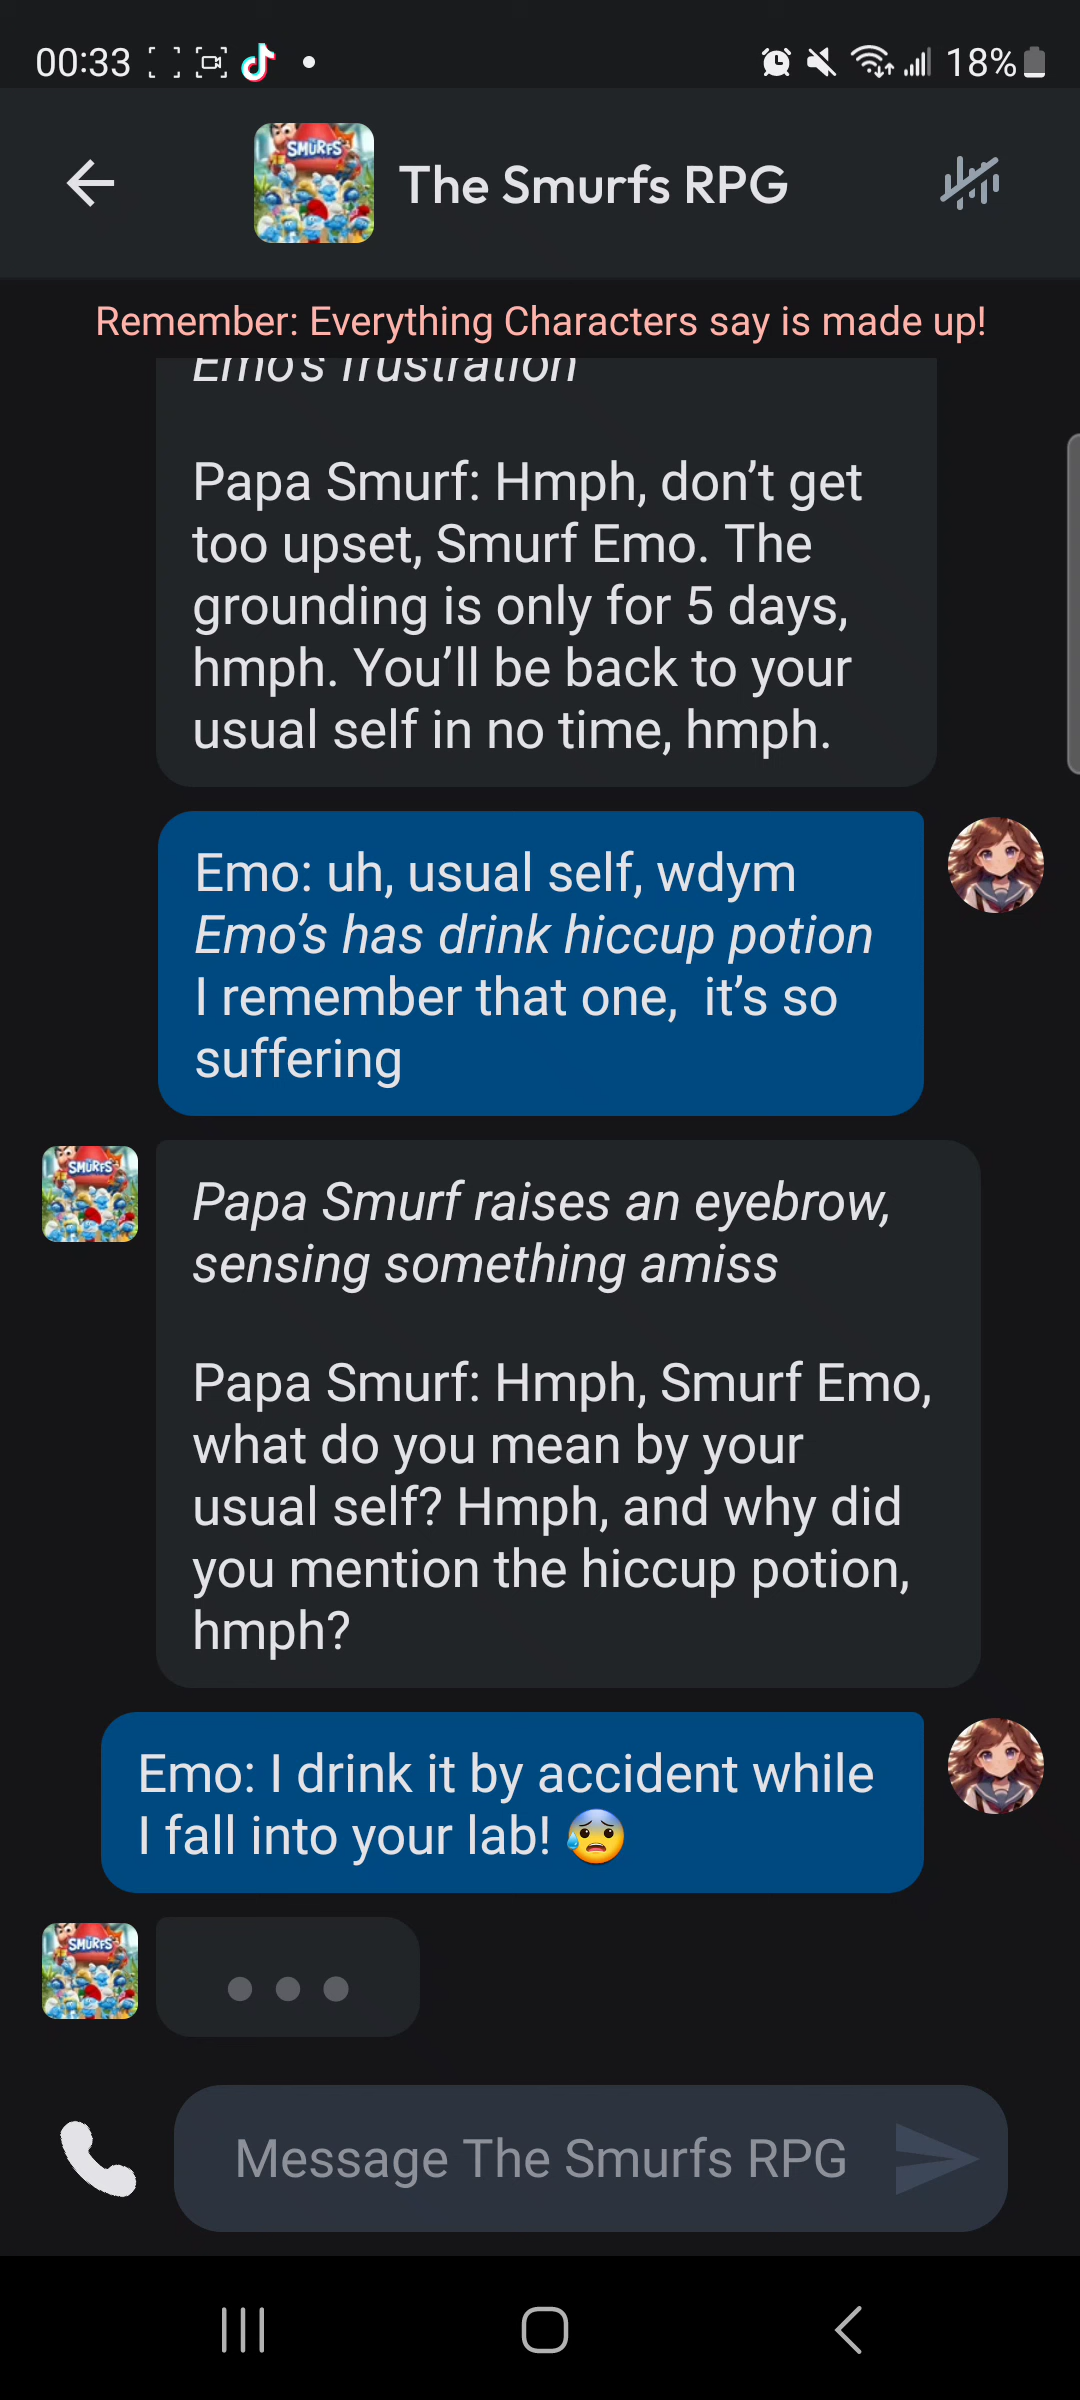 00:33
18%
SMURFS
The Smurfs RPG
Remember: Everything Characters say is made up!
Emo's frustration
Papa Smurf: Hmph, don’t get
too upset, Smurf Emo. The
grounding is only for 5 days,
hmph. You’ll be back to your
usual self in no time, hmph.
Emo: uh, usual self, wdym
Emo’s has drink hiccup potion
I remember that one,  it’s so
suffering
SMURFS
Papa Smurf raises an eyebrow,
sensing something amiss
Papa Smurf: Hmph, Smurf Emo,
what do you mean by your
usual self? Hmph, and why did
you mention the hiccup potion,
hmph?
Emo: I drink it by accident while
I fall into your lab! 😰
SMURFS
Message The Smurfs RPG